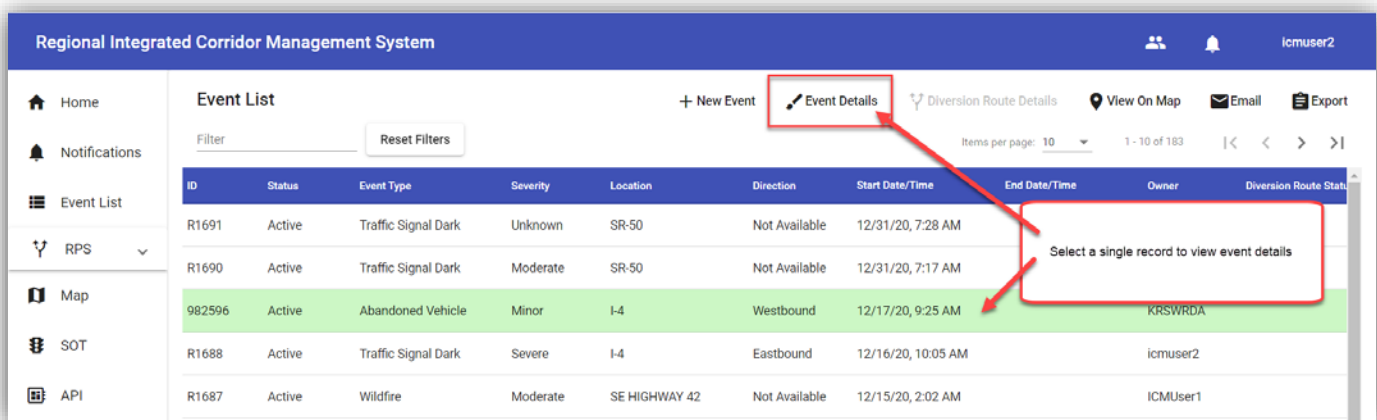 Regional Integrated Corridor Management System
icmuser2
Home
Notifications
Event List
RPS
Map
SOT
API
Event List
+ New Event
Event Details
Diversion Route Details
View On Map
Email
Export
Filter
Reset Filters
Items per page: 10
1 - 10 of 183
ID Status Event Type Severity Location Direction Start Date/Time End Date/Time Owner Diversion Route Statu
R1691 Active Traffic Signal Dark Unknown SR-50 Not Available 12/31/20, 7:28 AM
Select a single record to view event details
R1690 Active Traffic Signal Dark Moderate SR-50 Not Available 12/31/20, 7:17 AM
982596 Active Abandoned Vehicle Minor I-4 Westbound 12/17/20, 9:25 AM KRSWRDA
R1688 Active Traffic Signal Dark Severe I-4 Eastbound 12/16/20, 10:05 AM icmuser2
R1687 Active Wildfire Moderate SE HIGHWAY 42 Not Available 12/15/20, 2:02 AM ICMUser1